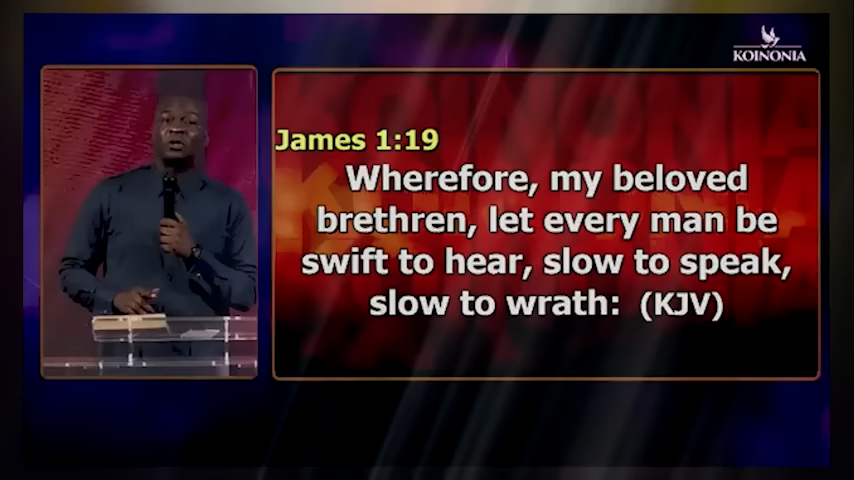 KOINONIA
James 1:19
Wherefore, my beloved
brethren, let every man be
swift to hear, slow to speak,
slow to wrath: (KJV)